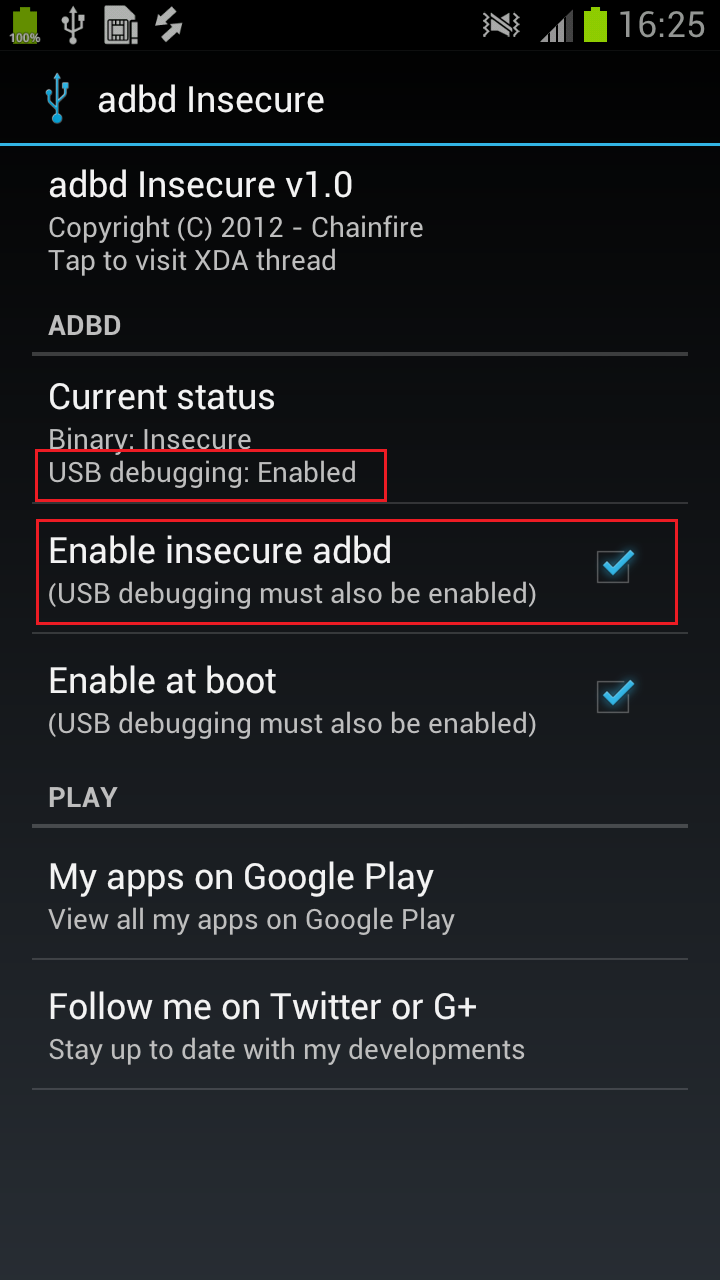 100%
16:25
adbd Insecure
adbd Insecure v1.0
Copyright (C) 2012 - Chainfire
Tap to visit XDA thread
ADBD
Current status
Binary: Insecure
USB debugging: Enabled
Enable insecure adbd
(USB debugging must also be enabled)
Enable at boot
(USB debugging must also be enabled)
PLAY
My apps on Google Play
View all my apps on Google Play
Follow me on Twitter or G+
Stay up to date with my developments